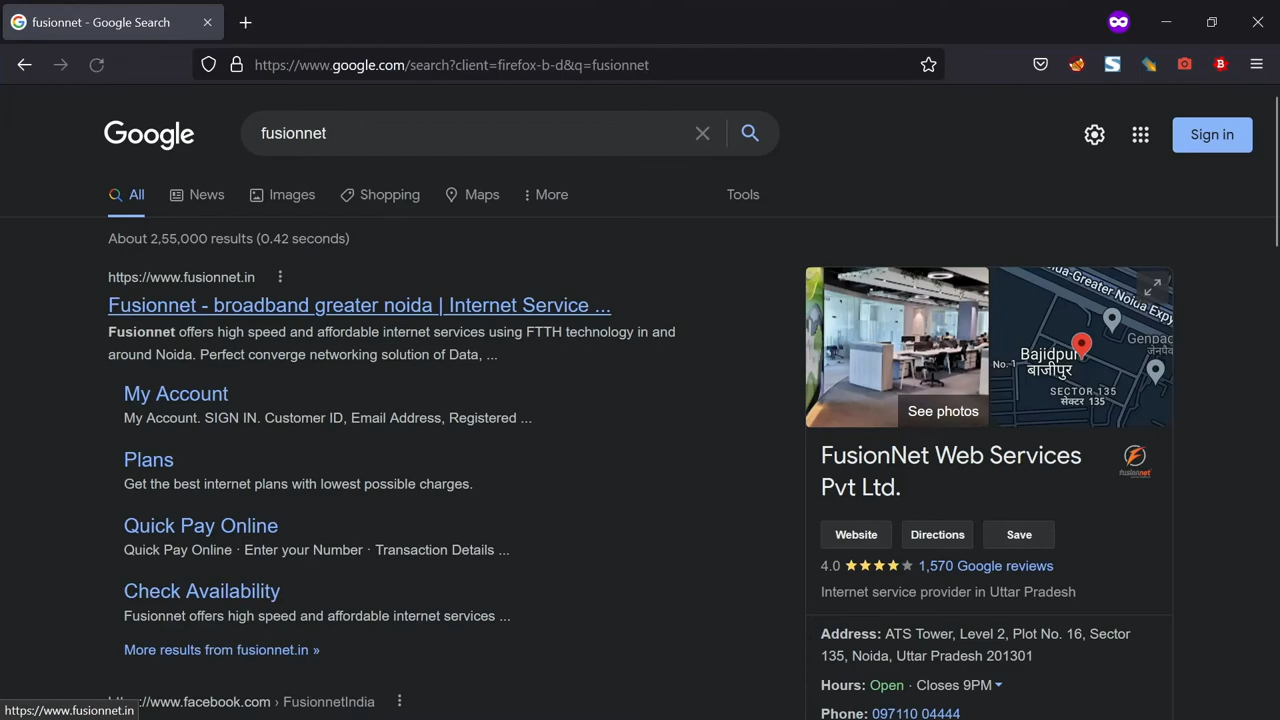 fusionnet - Google Search
https://www.google.com/search?client=firefox-b-d&q=fusionnet
Google
fusionnet
Sign in
All
News
Images
Shopping
Maps
More
Tools
About 2,55,000 results (0.42 seconds)
https://www.fusionnet.in
Fusionnet - broadband greater noida | Internet Service ...
Fusionnet offers high speed and affordable internet services using FTTH technology in and
around Noida. Perfect converge networking solution of Data, ...
My Account
My Account. SIGN IN. Customer ID, Email Address, Registered ...
Plans
Get the best internet plans with lowest possible charges.
Quick Pay Online
Quick Pay Online · Enter your Number · Transaction Details ...
Check Availability
Fusionnet offers high speed and affordable internet services ...
More results from fusionnet.in »
://www.facebook.com › FusionnetIndia
https://www.fusionnet.in
See photos
a-Greater Noida Expy
Genpac
जेनपैक
Bajidpur
बाजीपुर
No. 1
SECTOR 135
सेक्टर 135
FusionNet Web Services
Pvt Ltd.
fusionnet
Website
Directions
Save
4.0
1,570 Google reviews
Internet service provider in Uttar Pradesh
Address: ATS Tower, Level 2, Plot No. 16, Sector
135, Noida, Uttar Pradesh 201301
Hours: Open · Closes 9PM
Phone: 097110 04444